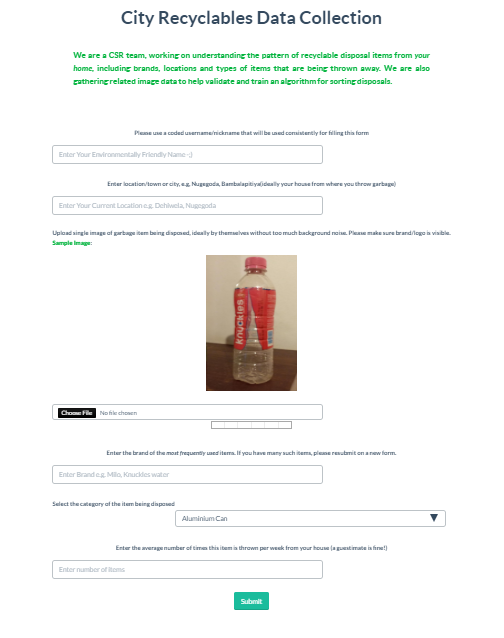 City Recyclables Data Collection
We are a CSR team, working on understanding the pattern of recyclable disposal items from your
home, including brands, locations and types of items that are being thrown away. We are also
gathering related image data to help validate and train an algorithm for sorting disposals.
Please use a coded username/nickname that will be used consistently for filling this form
Enter Your Environmentally Friendly Name -;)
Enter location/town or city, e.g, Nugegoda, Bambalapitiya(ideally your house from where you throw garbage)
Enter Your Current Location e.g. Dehiwela, Nugegoda
Upload single image of garbage item being disposed, ideally by themselves without too much background noise. Please make sure brand/logo is visible.
Sample Image:
Knuckles
Choose File No file chosen
Enter the brand of the most frequently used items. If you have many such items, please resubmit on a new form.
Enter Brand e.g. Milo, Knuckles water
Select the category of the item being disposed
Aluminium Can
Enter the average number of times this item is thrown per week from your house (a guestimate is fine!)
Enter number of items
Submit